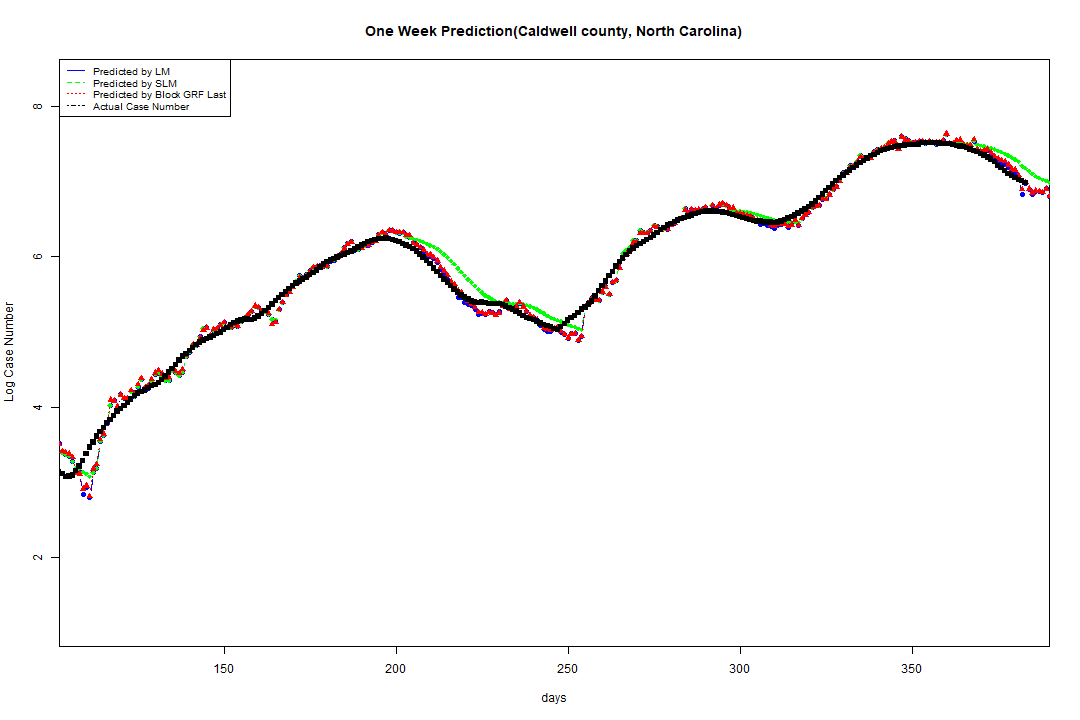 One Week Prediction(Caldwell county, North Carolina)
Predicted by LM
Predicted by SLM
Predicted by Block GRF Last
Actual Case Number
8
6
4
2
Log Case Number
150 200 250 300 350
days